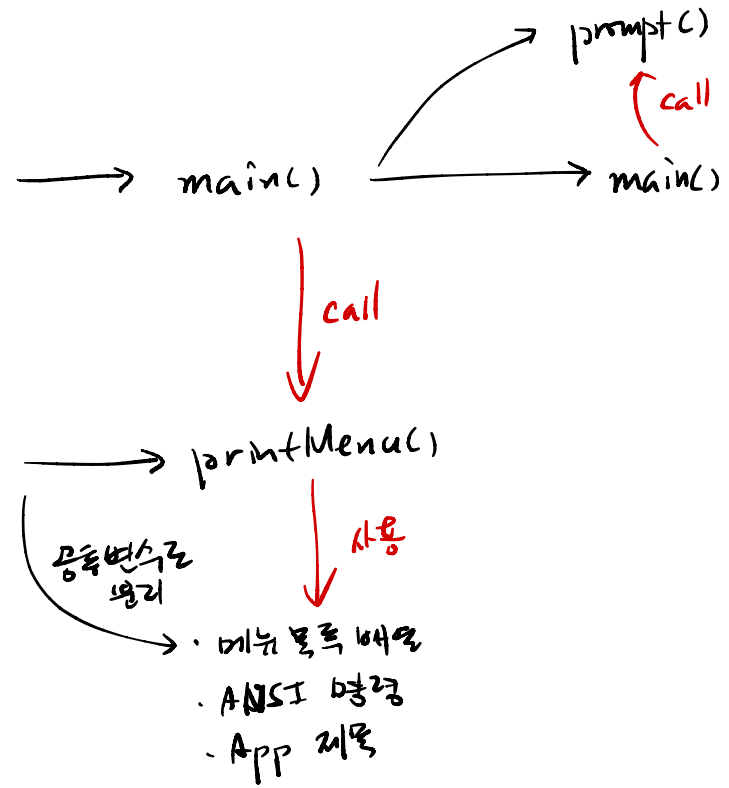 prompt()
call
main()
main()
call
printMenu()
사용
공통변수로
분리
· 메뉴 목록 배열
· ANSI 명령
· App 제목